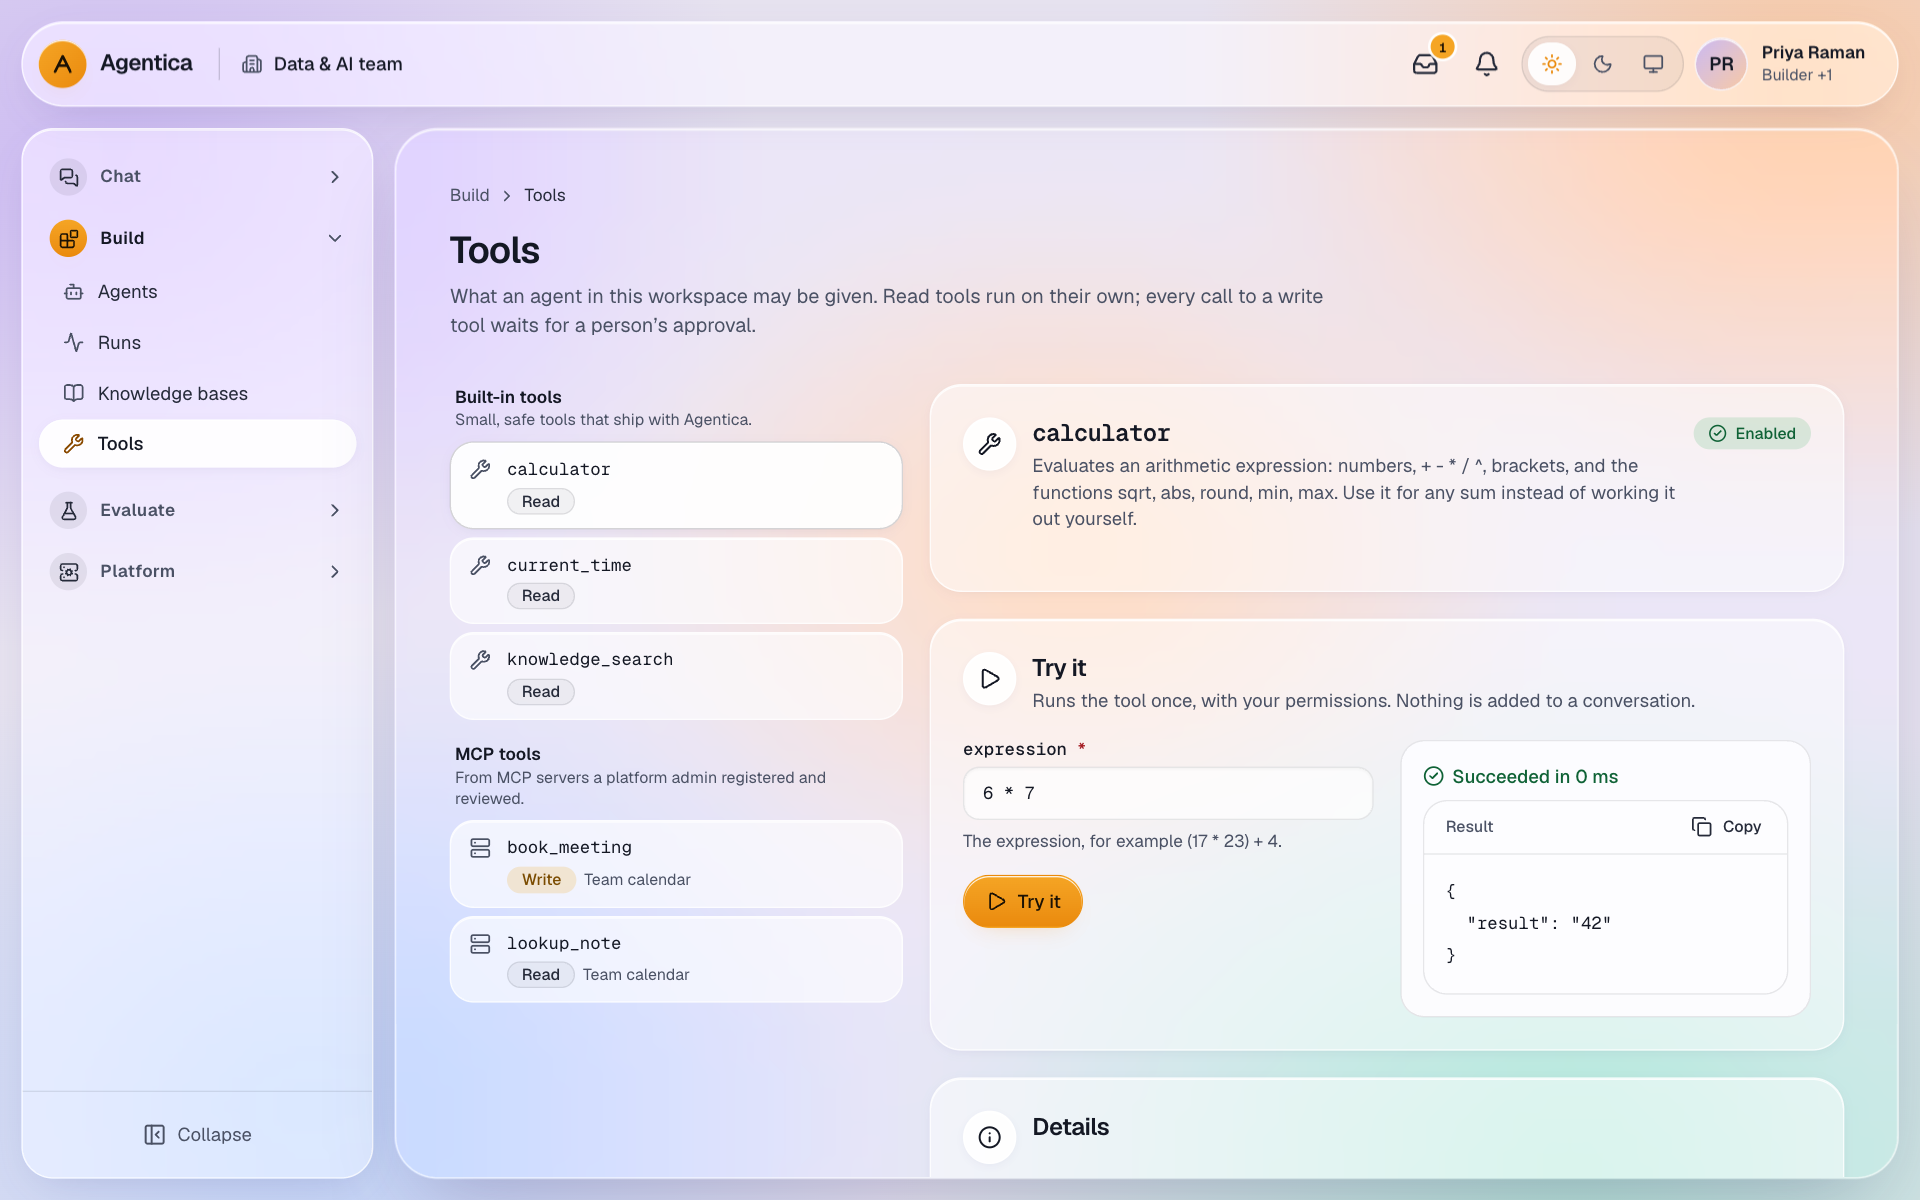 Agentica
Data & AI team
1
PR
Priya Raman
Builder +1
Chat
Build
Agents
Runs
Knowledge bases
Tools
Evaluate
Platform
Collapse
Build > Tools
Tools
What an agent in this workspace may be given. Read tools run on their own; every call to a write
tool waits for a person’s approval.
Built-in tools
Small, safe tools that ship with Agentica.
calculator
Read
current_time
Read
knowledge_search
Read
MCP tools
From MCP servers a platform admin registered and
reviewed.
book_meeting
Write Team calendar
lookup_note
Read Team calendar
calculator
Enabled
Evaluates an arithmetic expression: numbers, + - * / ^, brackets, and the
functions sqrt, abs, round, min, max. Use it for any sum instead of working it
out yourself.
Try it
Runs the tool once, with your permissions. Nothing is added to a conversation.
expression *
6 * 7
The expression, for example (17 * 23) + 4.
Try it
Succeeded in 0 ms
Result
Copy
{
"result": "42"
}
Details